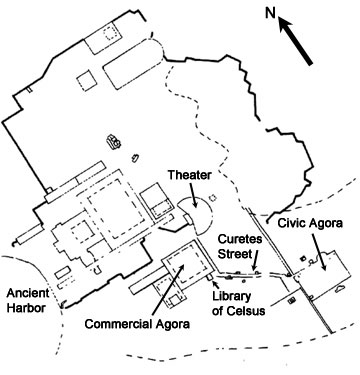 N
Theater
Civic Agora
Curetes
Street
Ancient
Harbor
Library
of Celsus
Commercial Agora